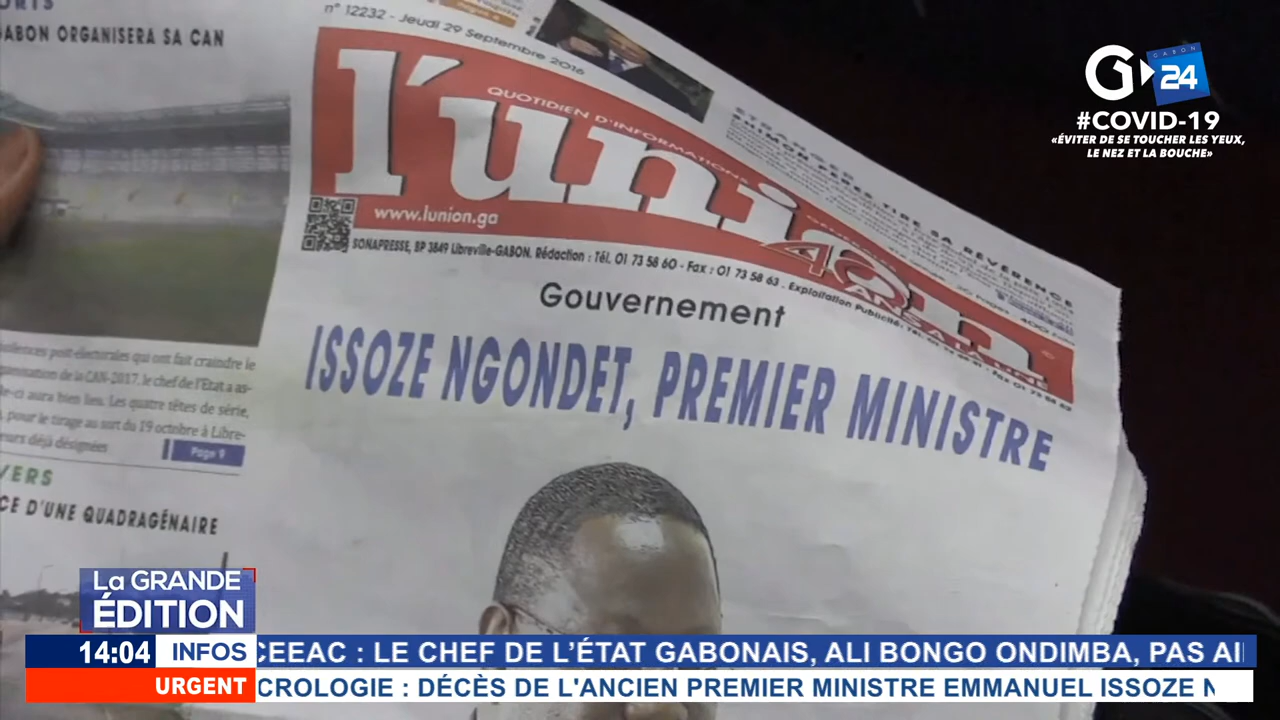 ABON ORGANISERA SA CAN
n° 12232 - Jeudi 29 Septembre 2016
l'union
QUOTIDIEN D'INFORMATIONS
www.lunion.ga
40 ANS
SONAPRESSE, BP 3849 Libreville-GABON. Rédaction : Tél. 01 73 58 60 - Fax : 01 73 58 63 . Exploitation Publicité:
SHIMON PERES TIRE SA RÉVÉRENCE
Gouvernement
ISSOZE NGONDET, PREMIER MINISTRE
violences post-électorales qui ont fait craindre le
de la CAN-2017, le chef de l'Etat a as-
aura bien lieu. Les quatre têtes de série,
pour le tirage au sort du 19 octobre à Libre-
déjà désignées
Page 9
VERS
CE D'UNE QUADRAGÉNAIRE
G GABON 24
#COVID-19
«ÉVITER DE SE TOUCHER LES YEUX,
LE NEZ ET LA BOUCHE»
La GRANDE
ÉDITION
14:04 INFOS CEEAC : LE CHEF DE L'ÉTAT GABONAIS, ALI BONGO ONDIMBA, PAS
URGENT CROLOGIE : DÉCÈS DE L'ANCIEN PREMIER MINISTRE EMMANUEL ISSOZE N